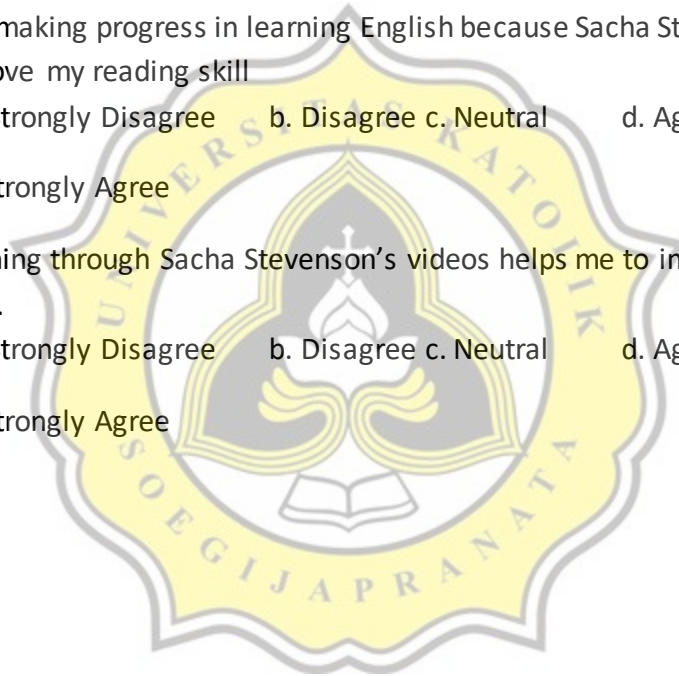 making progress in learning English because Sacha St
ove my reading skill
trongly Disagree b. Disagree c. Neutral d. Ag
trongly Agree
ning through Sacha Stevenson's videos helps me to in
.
trongly Disagree b. Disagree c. Neutral d. Ag
trongly Agree
UNIVERSITAS KATOLIK
SOEGIJAPRANATA